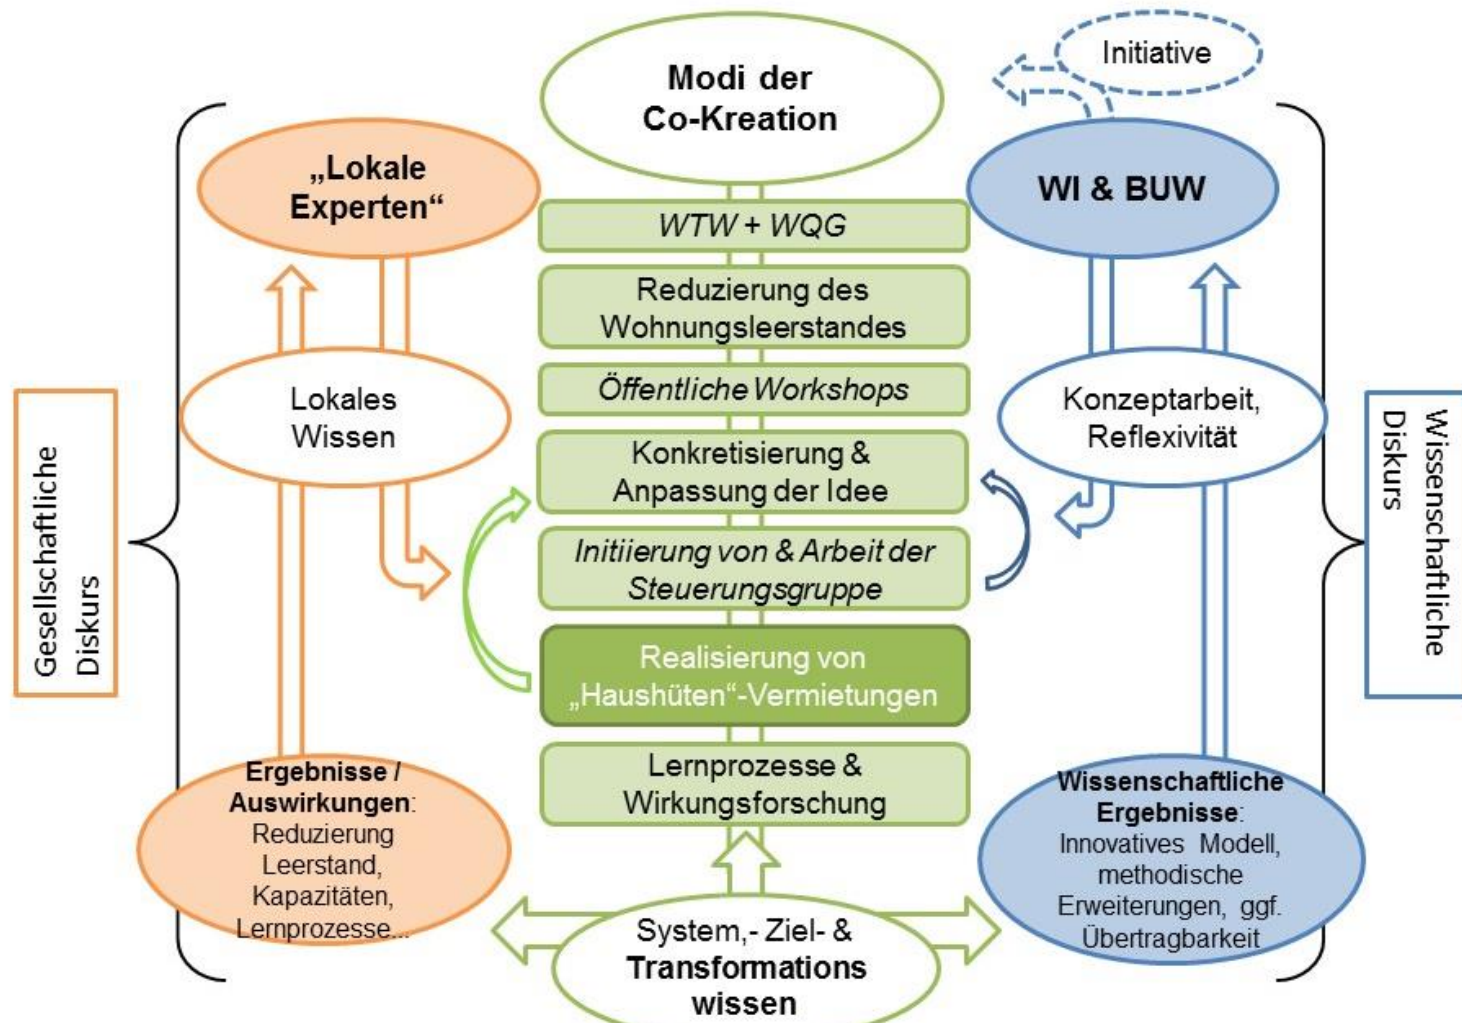 Initiative
Modi der
Co-Kreation
„Lokale
Experten“
WI & BUW
WTW + WQG
Reduzierung des
Wohnungsleerstandes
Öffentliche Workshops
Lokales
Wissen
Konzeptarbeit,
Reflexivität
Konkretisierung &
Anpassung der Idee
Initiierung von & Arbeit der
Steuerungsgruppe
Gesellschaftliche
Diskurs
Wissenschaftliche
Diskurs
Realisierung von
„Haushüten“-Vermietungen
Lernprozesse &
Wirkungsforschung
Ergebnisse /
Auswirkungen:
Reduzierung
Leerstand,
Kapazitäten,
Lernprozesse...
Wissenschaftliche
Ergebnisse:
Innovatives Modell,
methodische
Erweiterungen, ggf.
Übertragbarkeit
System,- Ziel- &
Transformations
wissen